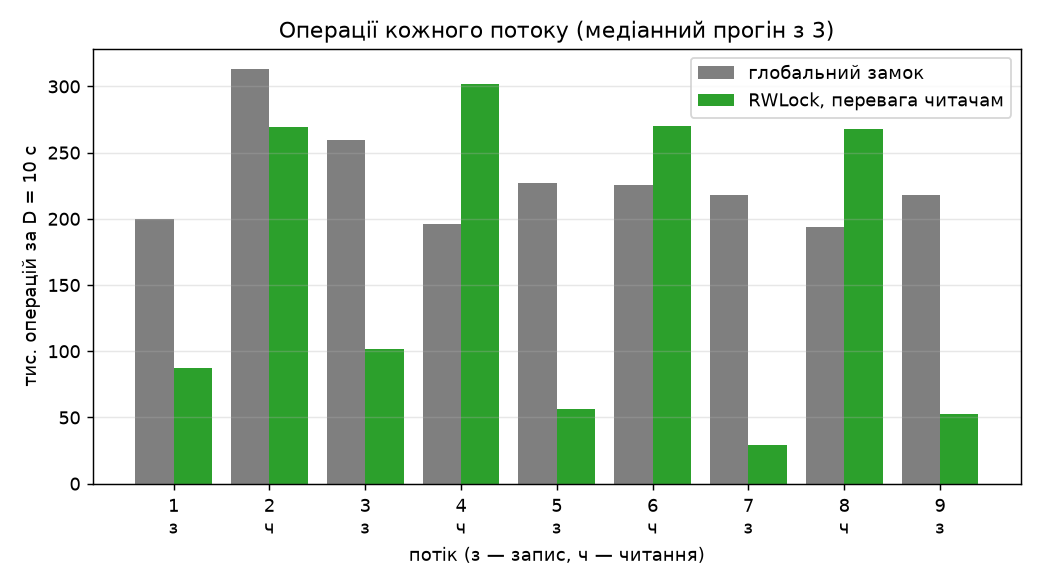 Операції кожного потоку (медіанний прогін з 3)
глобальний замок
RWLock, перевага читачам
тис. операцій за D = 10 с
300
250
200
150
100
50
0
1 2 3 4 5 6 7 8 9
з ч з ч з ч з ч з
потік (з — запис, ч — читання)